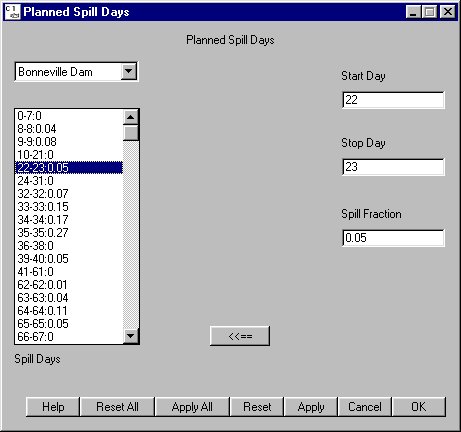 Planned Spill Days
Planned Spill Days
Bonneville Dam
0-7:0
8-8:0.04
9-9:0.08
10-21:0
22-23:0.05
24-31:0
32-32:0.07
33-33:0.15
34-34:0.17
35-35:0.27
36-38:0
39-40:0.05
41-61:0
62-62:0.01
63-63:0.04
64-64:0.11
65-65:0.05
66-67:0
Spill Days
Start Day
22
Stop Day
23
Spill Fraction
0.05
<<==
Help Reset All Apply All Reset Apply Cancel OK